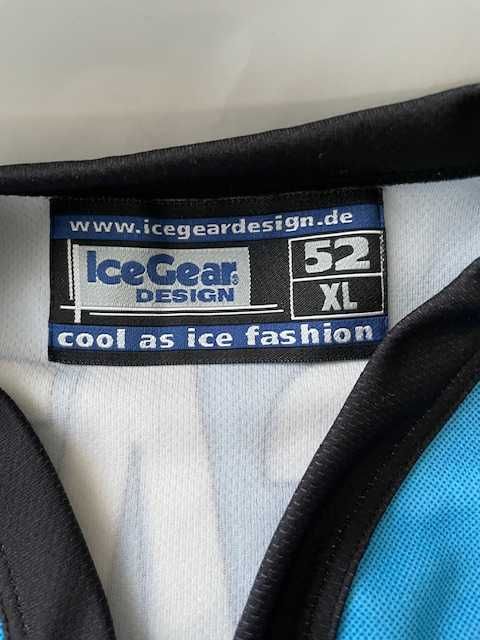 www.icegeardesign.de
IceGear®
DESIGN
52
XL
cool as ice fashion